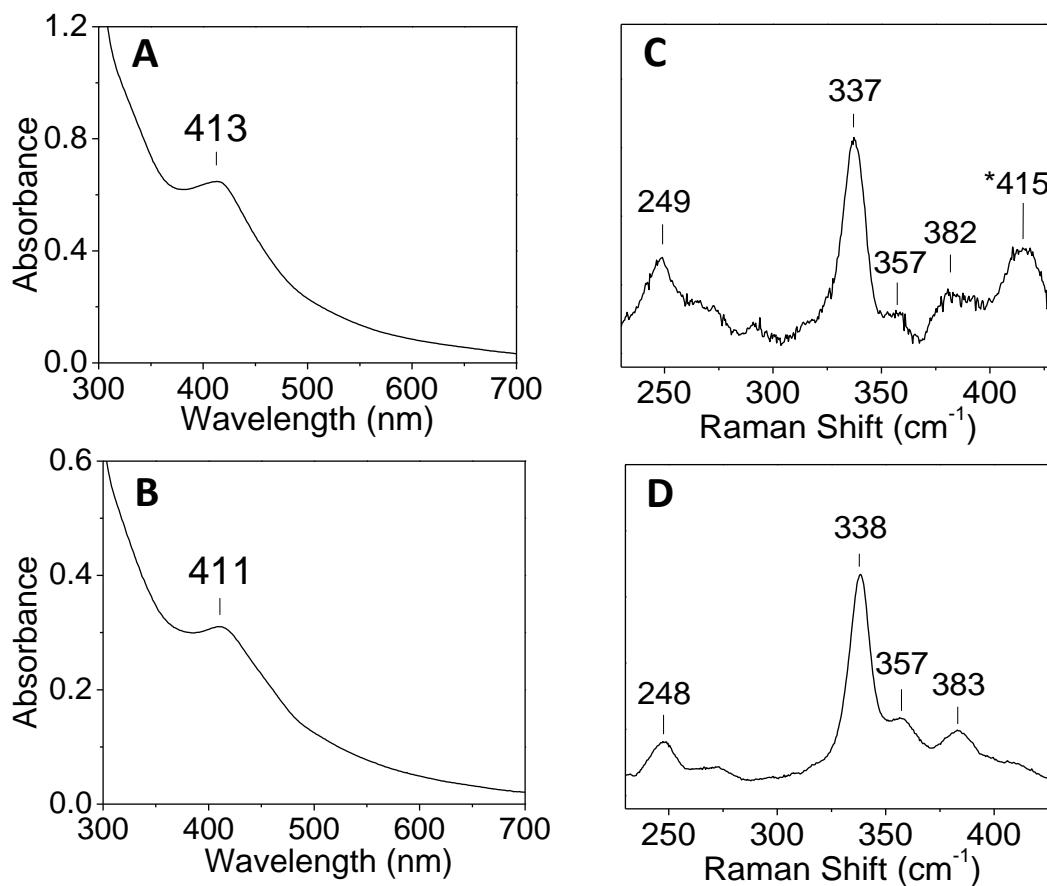 A
413
1.2
0.8
0.4
0.0
Absorbance
300 400 500 600 700
Wavelength (nm)
C
337
249
357
382
*415
250 300 350 400
Raman Shift (cm-1)
B
411
0.6
0.4
0.2
0.0
Absorbance
300 400 500 600 700
Wavelength (nm)
D
338
248
357
383
250 300 350 400
Raman Shift (cm-1)